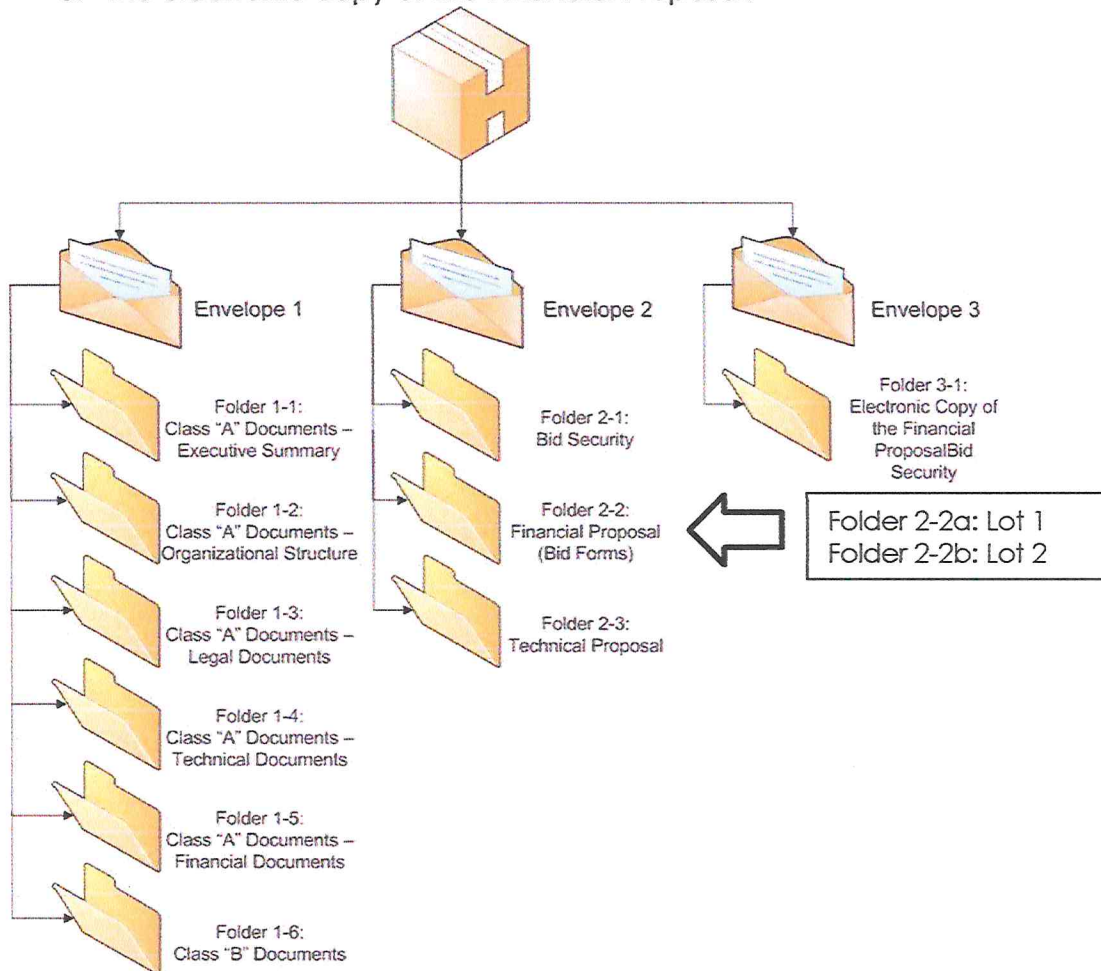 Envelope 1
Folder 1-1:
Class "A" Documents –
Executive Summary
Folder 1-2:
Class "A" Documents –
Organizational Structure
Folder 1-3:
Class "A" Documents –
Legal Documents
Folder 1-4:
Class "A" Documents –
Technical Documents
Folder 1-5:
Class "A" Documents –
Financial Documents
Folder 1-6:
Class "B" Documents
Envelope 2
Folder 2-1:
Bid Security
Folder 2-2:
Financial Proposal
(Bid Forms)
Folder 2-3:
Technical Proposal
Envelope 3
Folder 3-1:
Electronic Copy of
the Financial
ProposalBid
Security
Folder 2-2a: Lot 1
Folder 2-2b: Lot 2